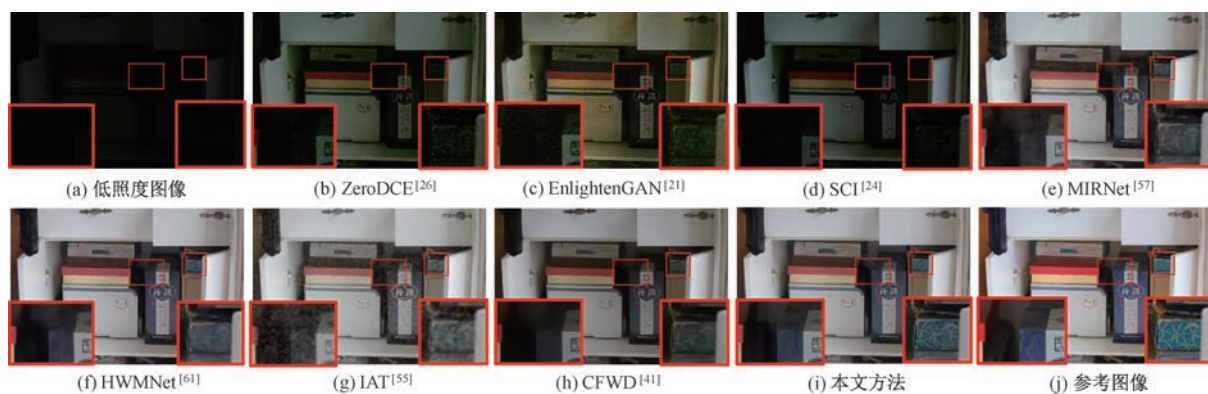 (a) 低照度图像
(b) ZeroDCE[26]
(c) EnlightenGAN[21]
(d) SCI[24]
(e) MIRNet[57]
(f) HWMNet[61]
(g) IAT[55]
(h) CFWD[41]
(i) 本文方法
(j) 参考图像